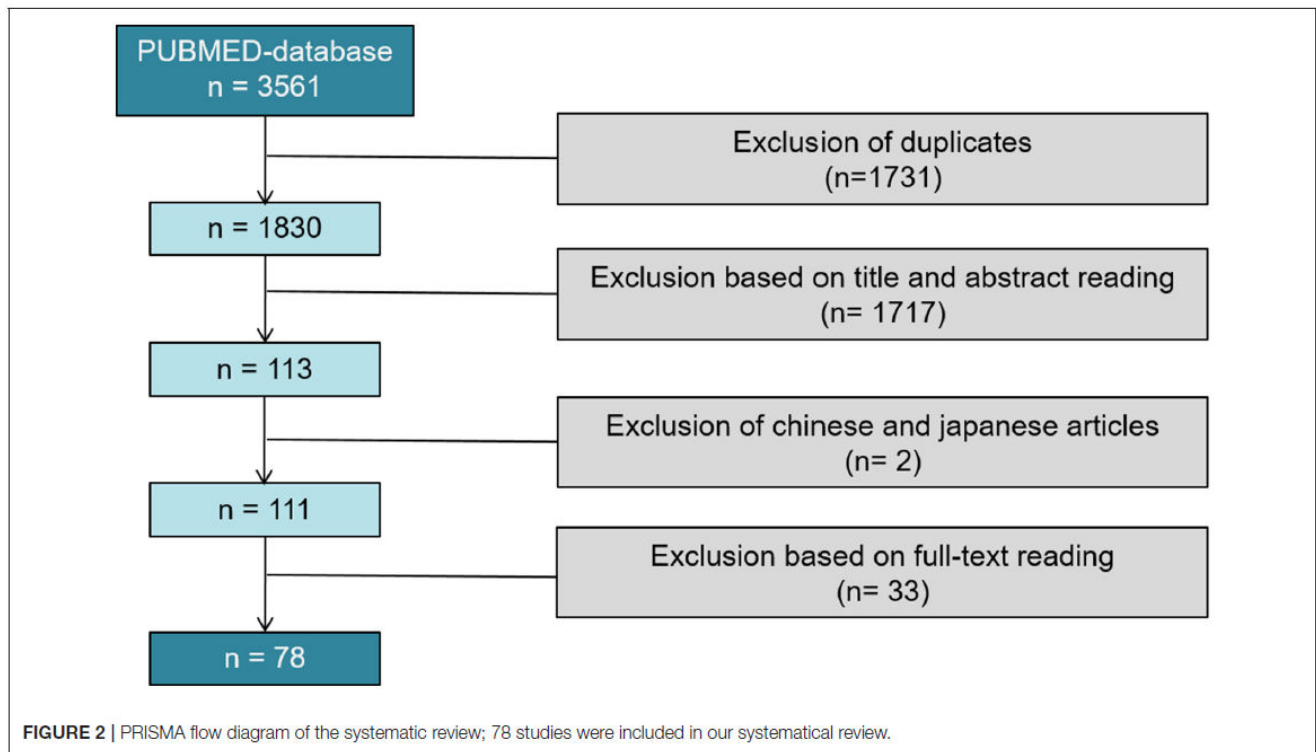 PUBMED-database
n = 3561
Exclusion of duplicates
(n=1731)
n = 1830
Exclusion based on title and abstract reading
(n= 1717)
n = 113
Exclusion of chinese and japanese articles
(n= 2)
n = 111
Exclusion based on full-text reading
(n= 33)
n = 78
FIGURE 2 | PRISMA flow diagram of the systematic review; 78 studies were included in our systematical review.